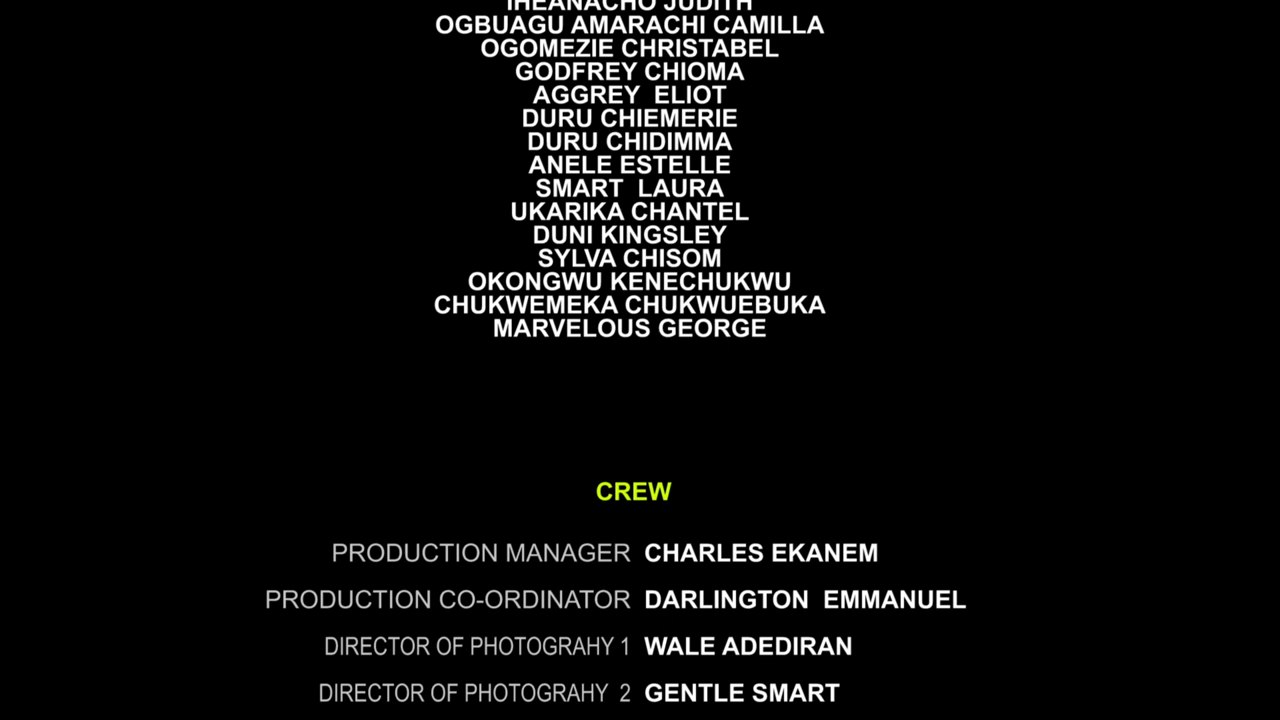 IHEANACHO JUDITH
OGBUAGU AMARACHI CAMILLA
OGOMEZIE CHRISTABEL
GODFREY CHIOMA
AGGREY  ELIOT
DURU CHIEMERIE
DURU CHIDIMMA
ANELE ESTELLE
SMART  LAURA
UKARIKA CHANTEL
DUNI KINGSLEY
SYLVA CHISOM
OKONGWU KENECHUKWU
CHUKWEMEKA CHUKWUEBUKA
MARVELOUS GEORGE
CREW
PRODUCTION MANAGER CHARLES EKANEM
PRODUCTION CO-ORDINATOR DARLINGTON  EMMANUEL
DIRECTOR OF PHOTOGRAHY 1 WALE ADEDIRAN
DIRECTOR OF PHOTOGRAHY  2 GENTLE SMART